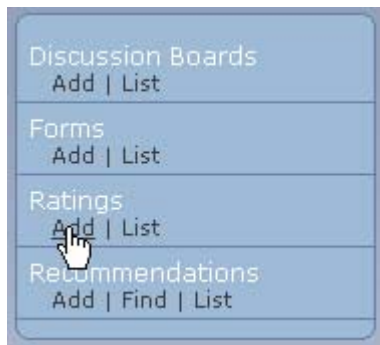 Discussion Boards
Add | List
Forms
Add | List
Ratings
Add | List
Recommendations
Add | Find | List